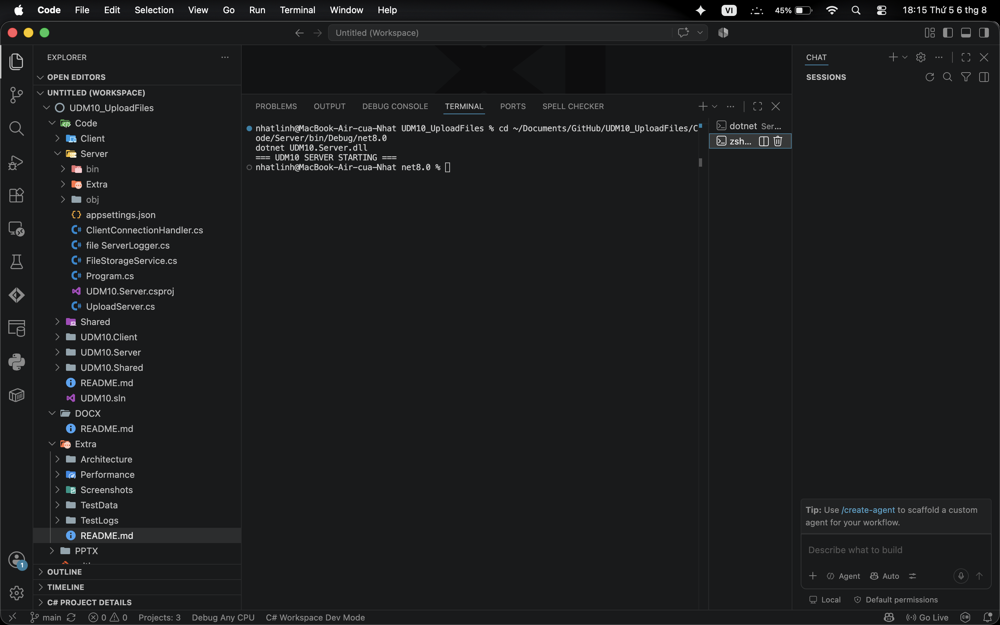 Code File Edit Selection View Go Run Terminal Window Help
VI 45% 18:15 Thứ 5 6 thg 8
Untitled (Workspace)
EXPLORER
OPEN EDITORS
UNTITLED (WORKSPACE)
UDM10_UploadFiles
Code
Client
Server
bin
Extra
obj
appsettings.json
ClientConnectionHandler.cs
file ServerLogger.cs
FileStorageService.cs
Program.cs
UDM10.Server.csproj
UploadServer.cs
Shared
UDM10.Client
UDM10.Server
UDM10.Shared
README.md
UDM10.sln
DOCX
README.md
Extra
Architecture
Performance
Screenshots
TestData
TestLogs
README.md
PPTX
OUTLINE
TIMELINE
C# PROJECT DETAILS
1
PROBLEMS OUTPUT DEBUG CONSOLE TERMINAL PORTS SPELL CHECKER
nhatlinh@MacBook-Air-cua-Nhat UDM10_UploadFiles % cd ~/Documents/GitHub/UDM10_UploadFiles/C
ode/Server/bin/Debug/net8.0
dotnet UDM10.Server.dll
=== UDM10 SERVER STARTING ===
nhatlinh@MacBook-Air-cua-Nhat net8.0 %
dotnet Ser...
zsh...
CHAT
SESSIONS
Tip: Use /create-agent to scaffold a custom
agent for your workflow.
Describe what to build
Agent Auto
Local Default permissions
main 0 0 Projects: 3 Debug Any CPU C# Workspace Dev Mode Go Live